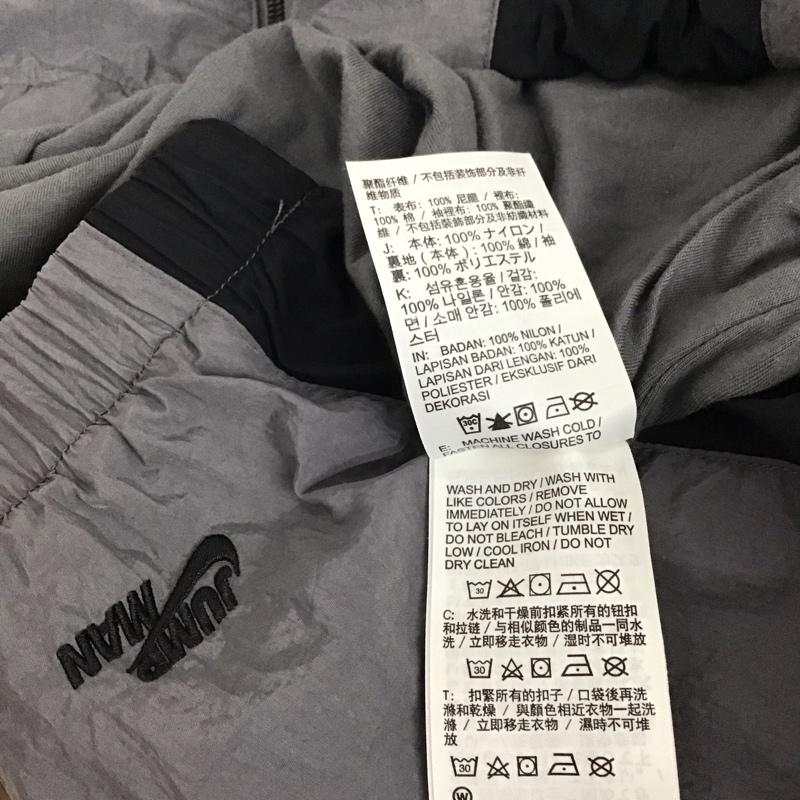 聚酯纤维 / 不包括装饰部分及非纤
维物质
T: 表布: 100% 尼龍 / 裡布:
100% 棉 / 袖裡布: 100% 聚酯纖
維 / 不包括裝飾部分及非紡織材料
J: 本体: 100% ナイロン /
裏地 (本体) : 100% 綿 / 袖
裏: 100% ポリエステル
K: 섬유혼용율 / 겉감:
100% 나일론 / 안감: 100%
면 / 소매 안감: 100% 폴리에
스터
IN: BADAN: 100% NILON /
LAPISAN BADAN: 100% KATUN /
LAPISAN DARI LENGAN: 100%
POLIESTER / EKSKLUSIF DARI
DEKORASI
30C
E: MACHINE WASH COLD /
FASTEN ALL CLOSURES TO
WASH AND DRY / WASH WITH
LIKE COLORS / REMOVE
IMMEDIATELY / DO NOT ALLOW
TO LAY ON ITSELF WHEN WET /
DO NOT BLEACH / TUMBLE DRY
LOW / COOL IRON / DO NOT
DRY CLEAN
30
C: 水洗和干燥前扣紧所有的钮扣
和拉链 / 与相似颜色的制品一同水
洗 / 立即移走衣物 / 湿时不可堆放
30
T: 扣緊所有的扣子 / 口袋後再洗
滌和乾燥 / 與顏色相近衣物一起洗
滌 / 立即移走衣物 / 濕時不可堆
放
30
W
JUMP
MAN